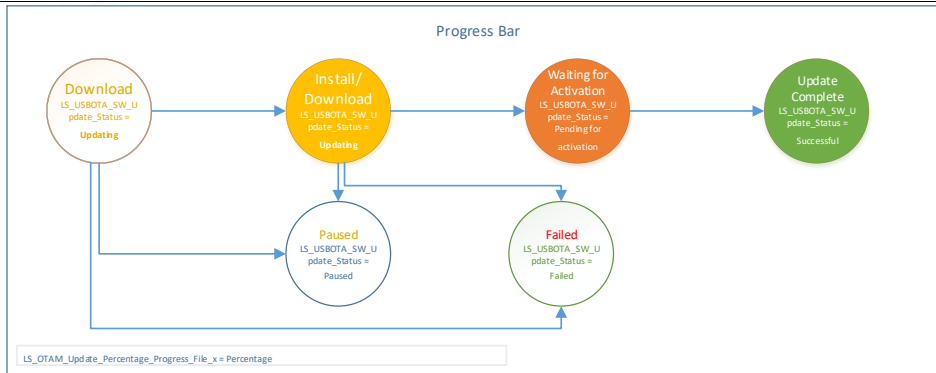 Progress Bar
Download
LS_USBOTA_SW_U
pdate_Status =
Updating
Install/
Download
LS_USBOTA_SW_U
pdate_Status =
Updating
Waiting for
Activation
LS_USBOTA_SW_U
pdate_Status =
Pending for
activation
Update
Complete
LS_USBOTA_SW_U
pdate_Status =
Successful
Paused
LS_USBOTA_SW_U
pdate_Status =
Paused
Failed
LS_USBOTA_SW_U
pdate_Status =
Failed
LS_OTAM_Update_Percentage_Progress_File_x = Percentage